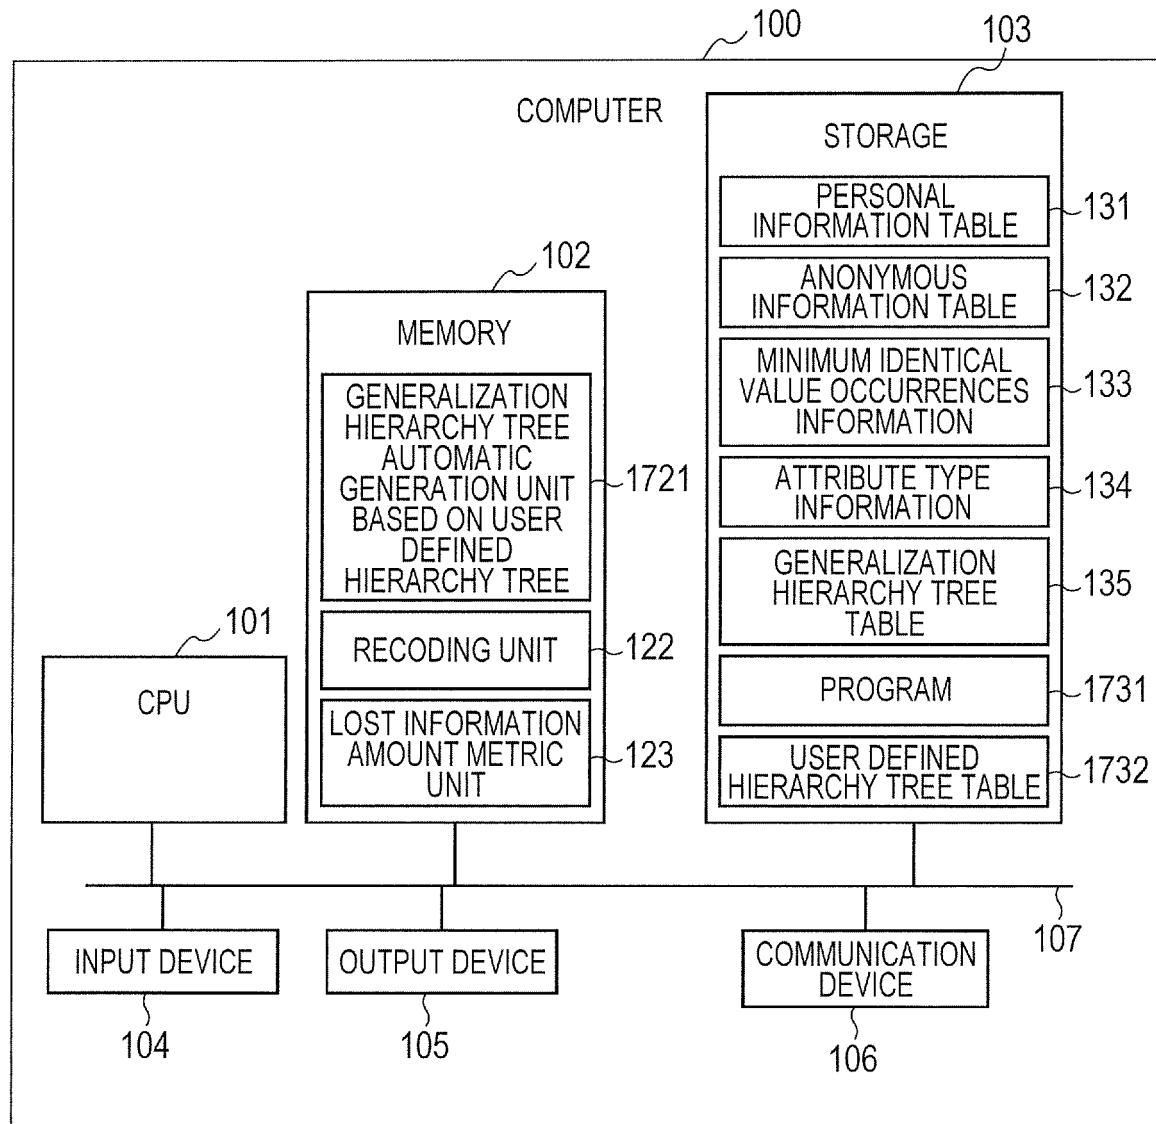 100
COMPUTER
103
STORAGE
PERSONAL
INFORMATION TABLE
131
ANONYMOUS
INFORMATION TABLE
132
MINIMUM IDENTICAL
VALUE OCCURRENCES
INFORMATION
133
ATTRIBUTE TYPE
INFORMATION
134
GENERALIZATION
HIERARCHY TREE
TABLE
135
PROGRAM
1731
USER DEFINED
HIERARCHY TREE TABLE
1732
102
MEMORY
GENERALIZATION
HIERARCHY TREE
AUTOMATIC
GENERATION UNIT
BASED ON USER
DEFINED
HIERARCHY TREE
1721
RECODING UNIT
122
LOST INFORMATION
AMOUNT METRIC
UNIT
123
101
CPU
107
INPUT DEVICE
104
OUTPUT DEVICE
105
COMMUNICATION
DEVICE
106